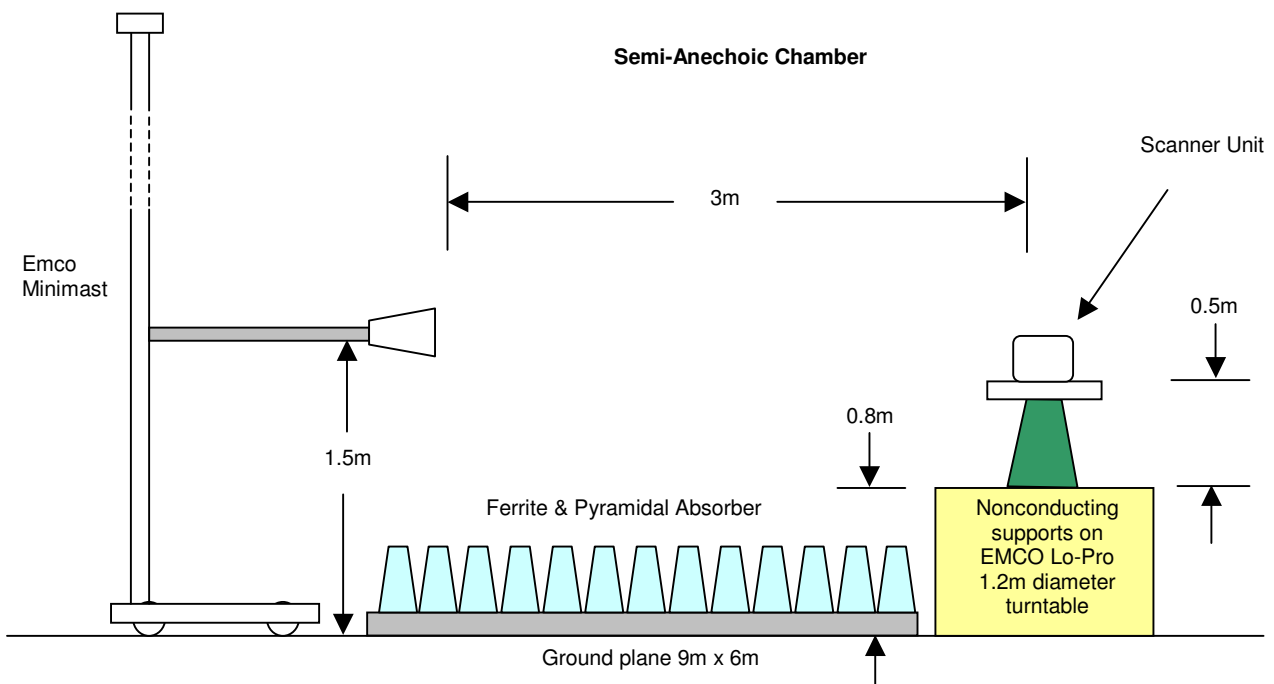 Semi-Anechoic Chamber
Scanner Unit
3m
Emco
Minimast
0.5m
0.8m
1.5m
Ferrite & Pyramidal Absorber
Nonconducting
supports on
EMCO Lo-Pro
1.2m diameter
turntable
Ground plane 9m x 6m